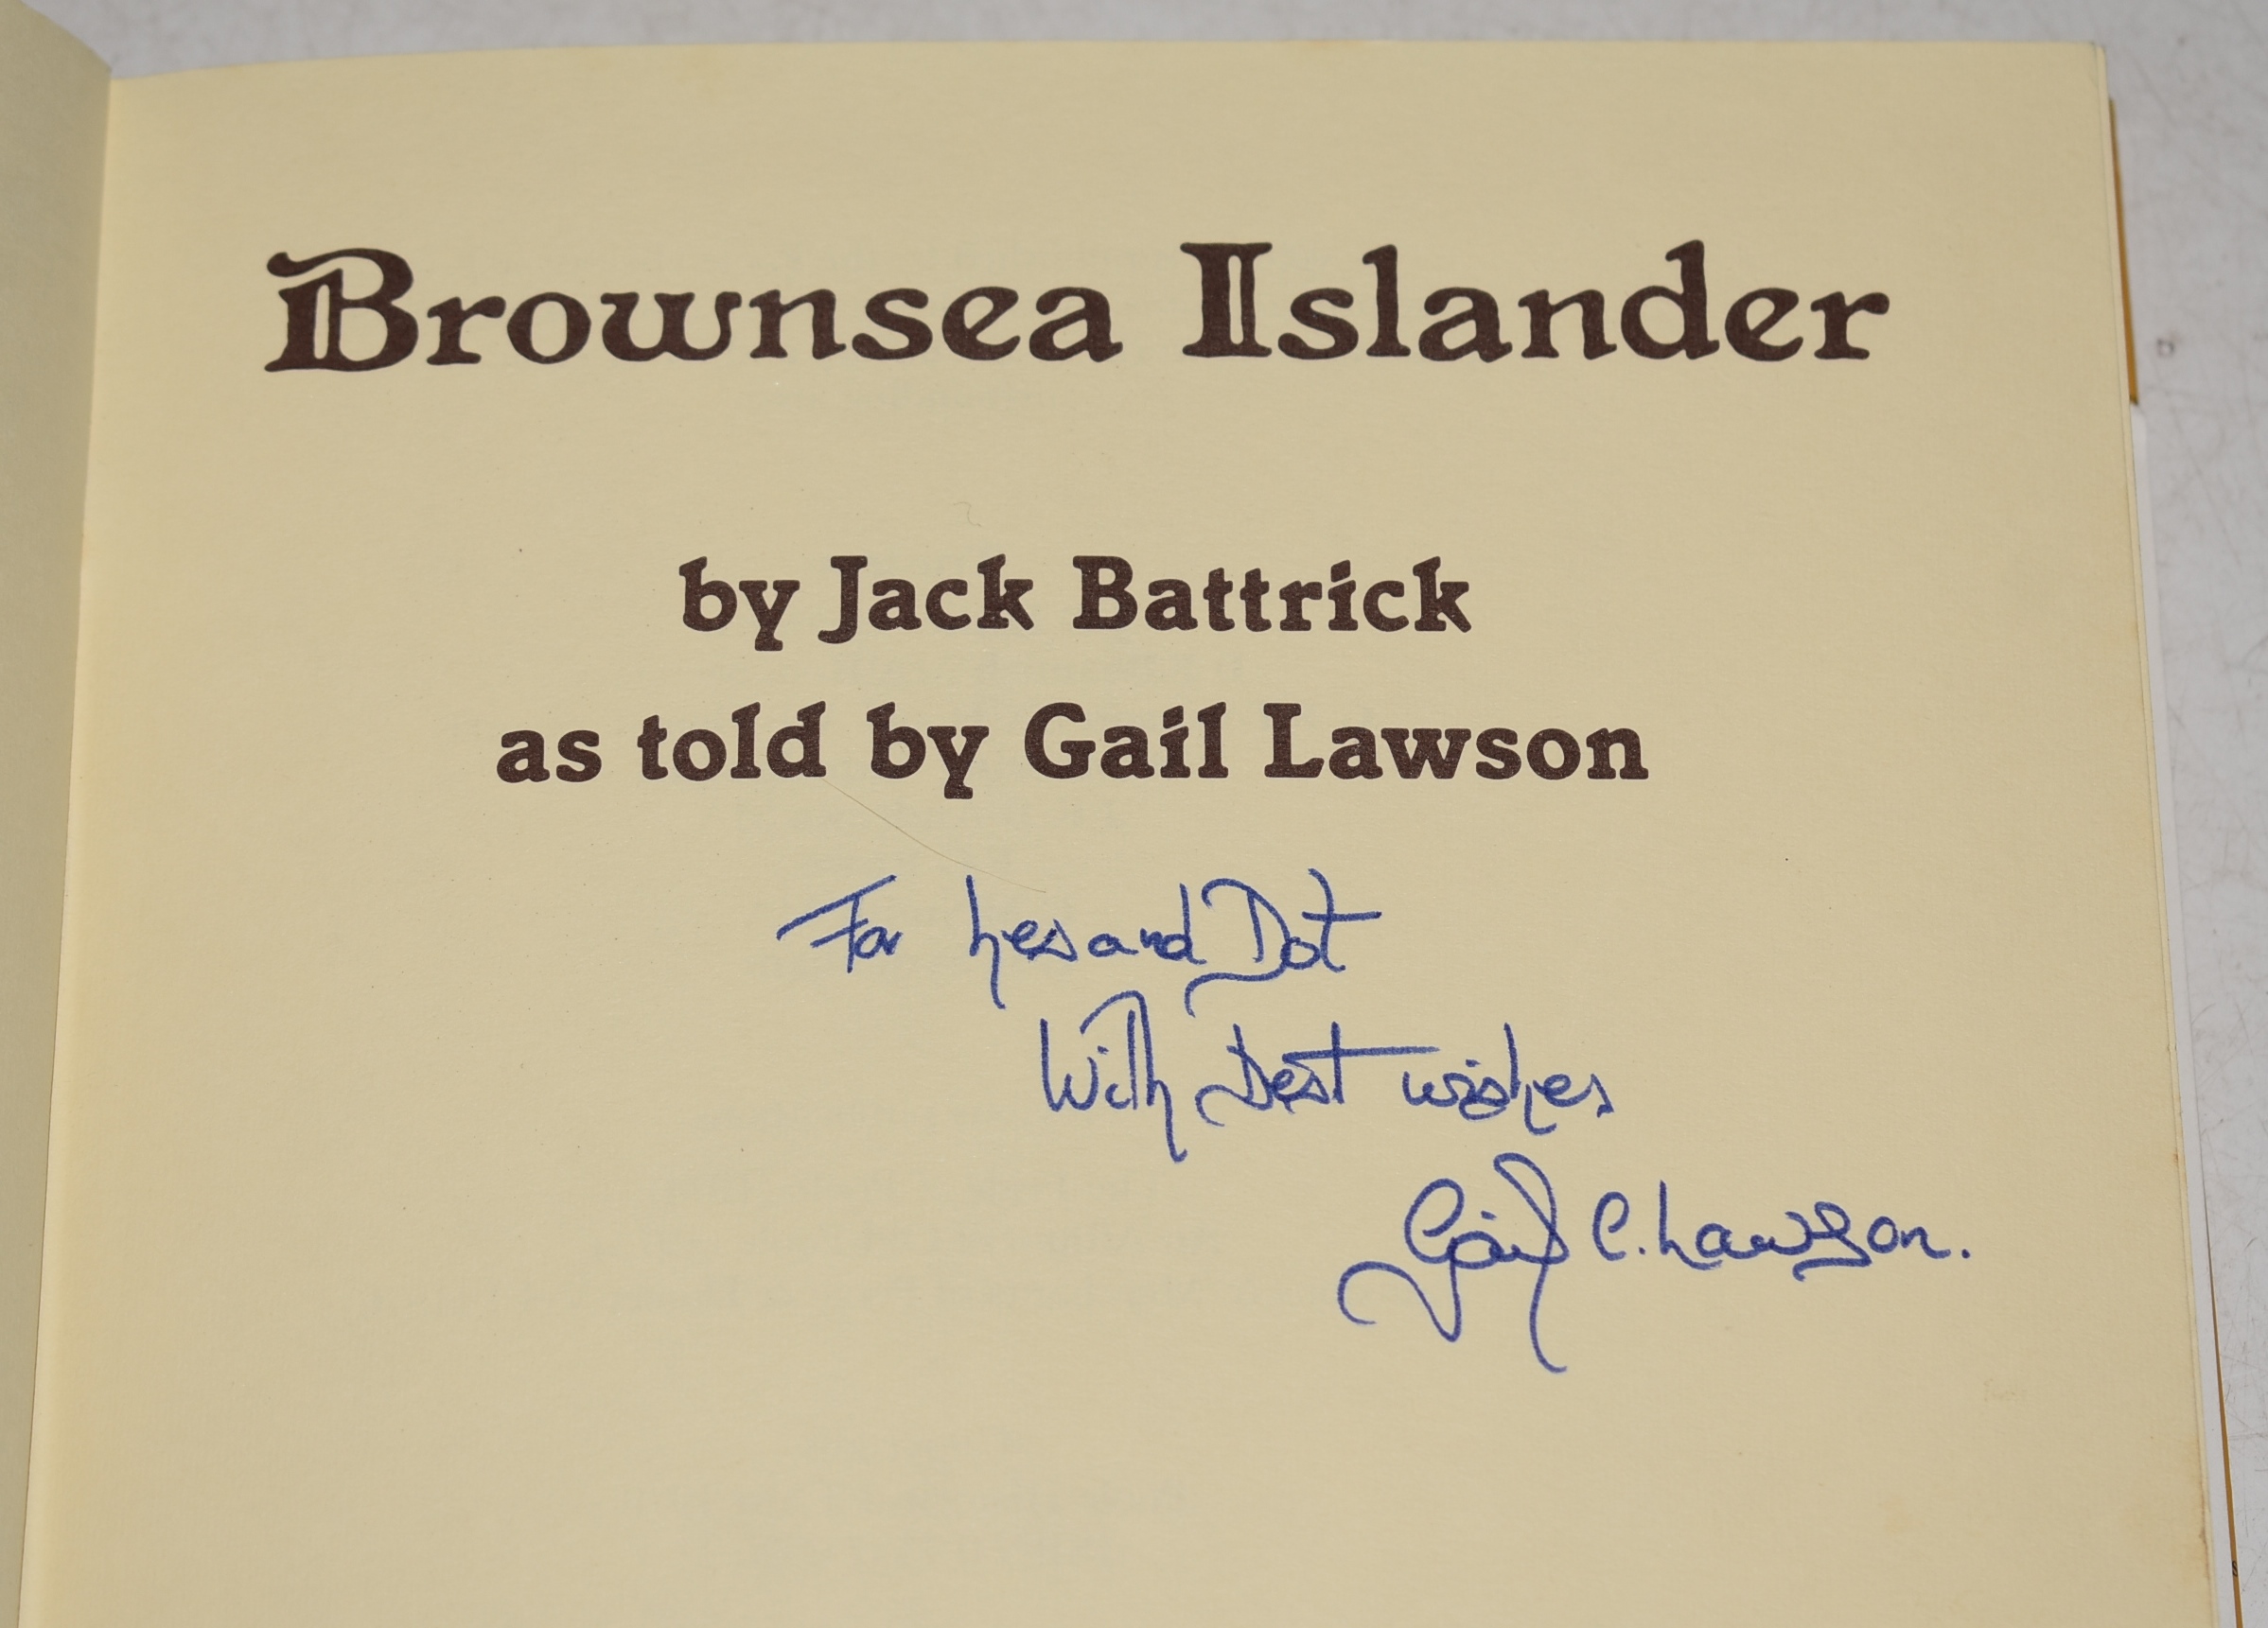 Brownsea Islander
by Jack Battrick
as told by Gail Lawson
For Les and Dot
With Best wishes
Gail C. Lawson.